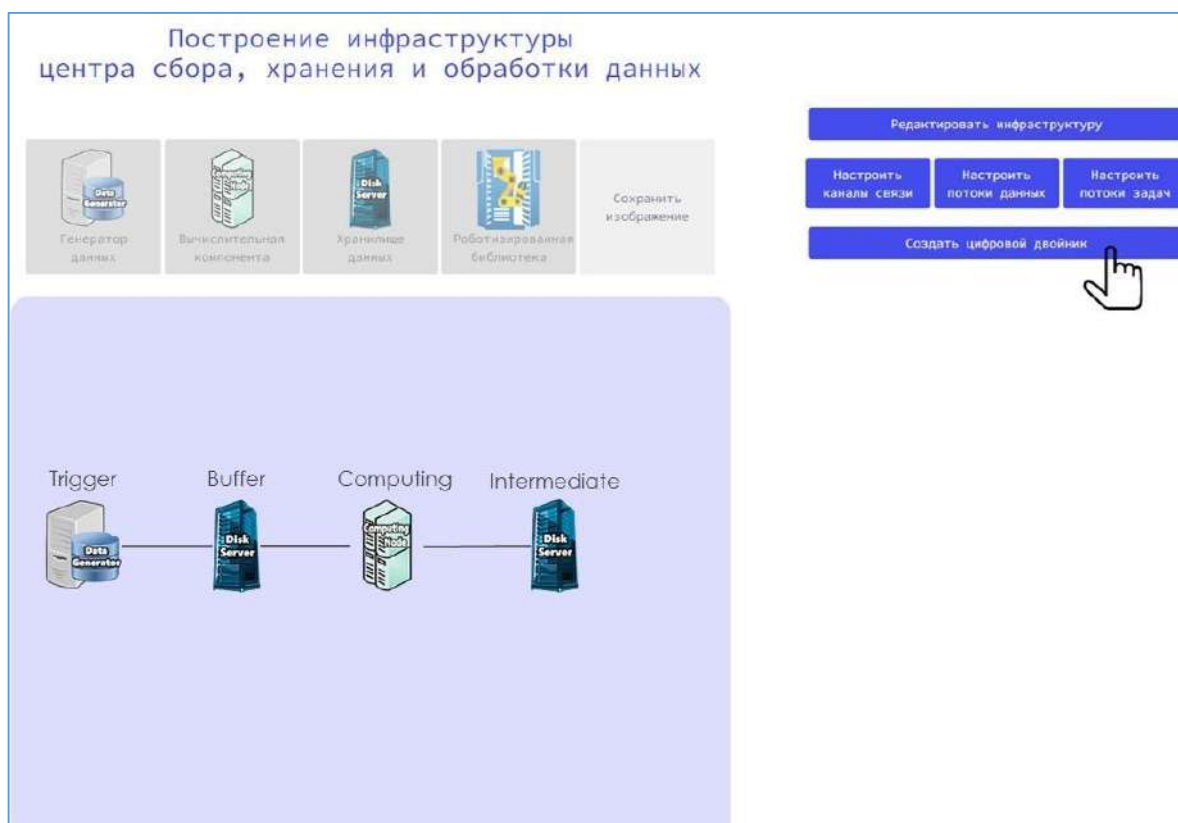 Построение инфраструктуры
центра сбора, хранения и обработки данных
Редактировать инфраструктуру
Data
Generator
Генератор
данных
Computing
Node
Вычислительная
компонента
Disk
Server
Хранилище
данных
Роботизированная
библиотека
Сохранить
изображение
Настроить
каналы связи
Настроить
потоки данных
Настроить
потоки задач
Создать цифровой двойник
Trigger
Buffer
Computing
Intermediate
Data
Generator
Disk
Server
Computing
Node
Disk
Server